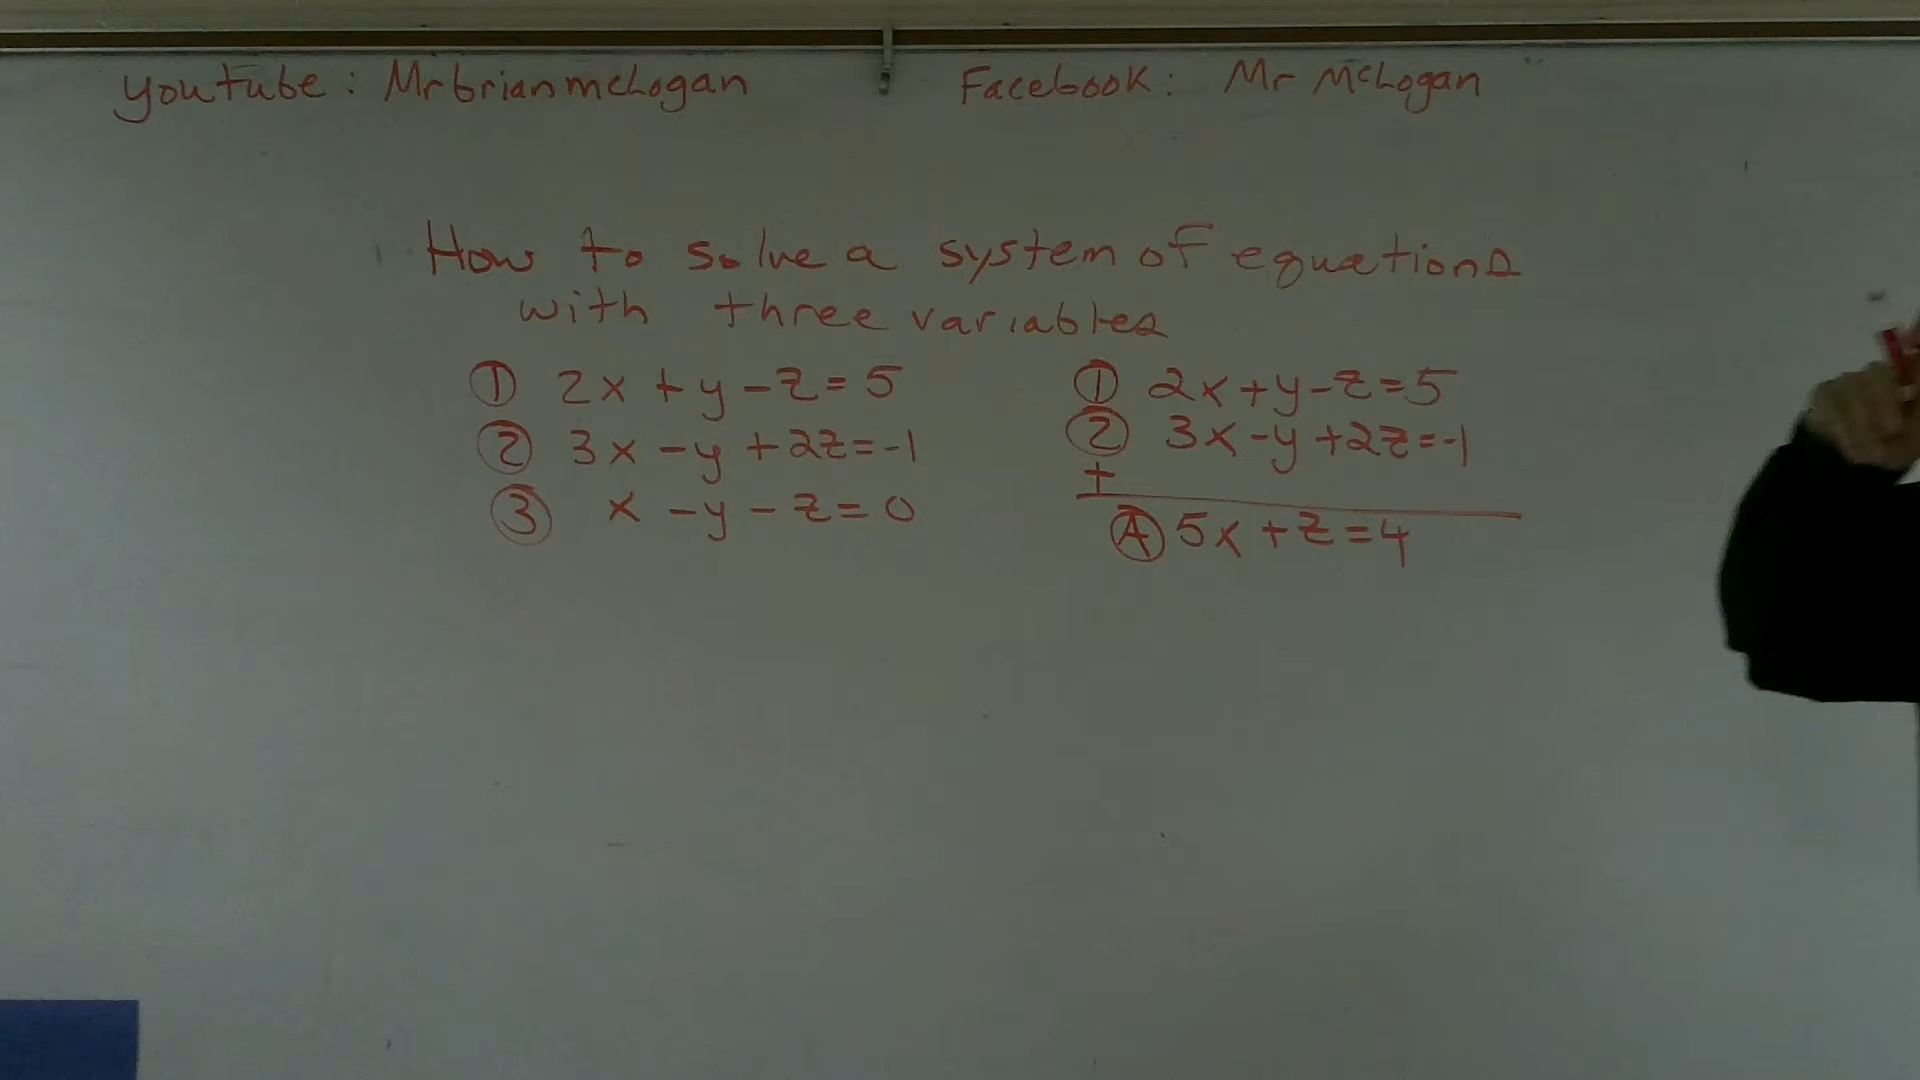 youtube: Mrbrianmclogan
Facebook: Mr McLogan
How to solve a system of equations
with three variables
① 2x + y - z = 5
② 3x - y + 2z = -1
③ x - y - z = 0
① 2x + y - z = 5
② 3x - y + 2z = -1
+
Ⓐ 5x + z = 4